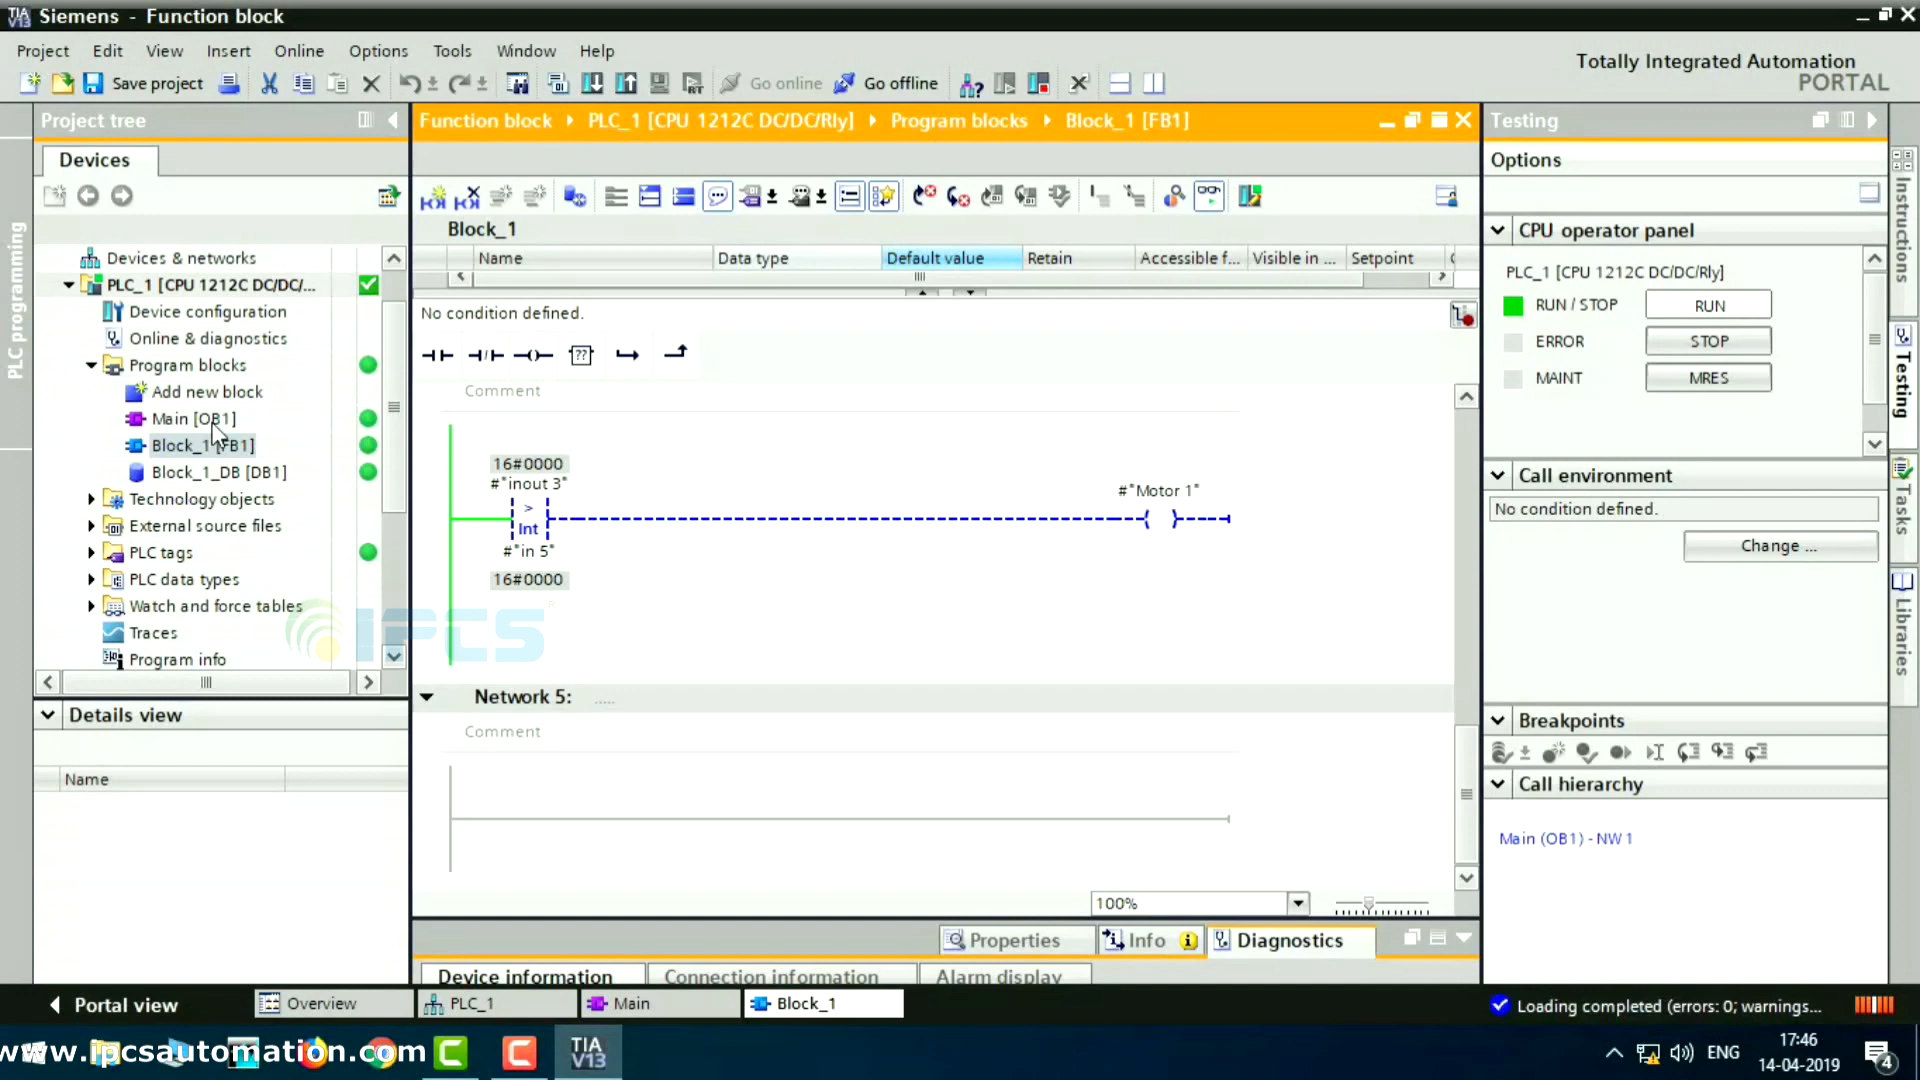 TIA V13 Siemens - Function block
Project Edit View Insert Online Options Tools Window Help
Totally Integrated Automation
PORTAL
Save project Go online Go offline
Project tree
Function block PLC_1 [CPU 1212C DC/DC/Rly] Program blocks Block_1 [FB1]
Testing
Devices
Options
PLC programming
Devices & networks
PLC_1 [CPU 1212C DC/DC/...
Device configuration
Online & diagnostics
Program blocks
Add new block
Main [OB1]
Block_1 [FB1]
Block_1_DB [DB1]
Technology objects
External source files
PLC tags
PLC data types
Watch and force tables
Traces
Program info
Details view
Name
Block_1
Name Data type Default value Retain Accessible f... Visible in ... Setpoint
No condition defined.
??
Comment
16#0000
#"inout 3"
>
Int
#"in 5"
16#0000
#"Motor 1"
IPCS
Network 5: .....
Comment
100%
Properties Info Diagnostics
Device information Connection information Alarm display
CPU operator panel
PLC_1 [CPU 1212C DC/DC/Rly]
RUN / STOP RUN
ERROR STOP
MAINT MRES
Call environment
No condition defined.
Change ...
Breakpoints
Call hierarchy
Main (OB1) - NW 1
Instructions
Testing
Tasks
Libraries
Portal view Overview PLC_1 Main Block_1
Loading completed (errors: 0; warnings...
www.ipcsautomation.com
TIA
V13
ENG
17:46
14-04-2019
4